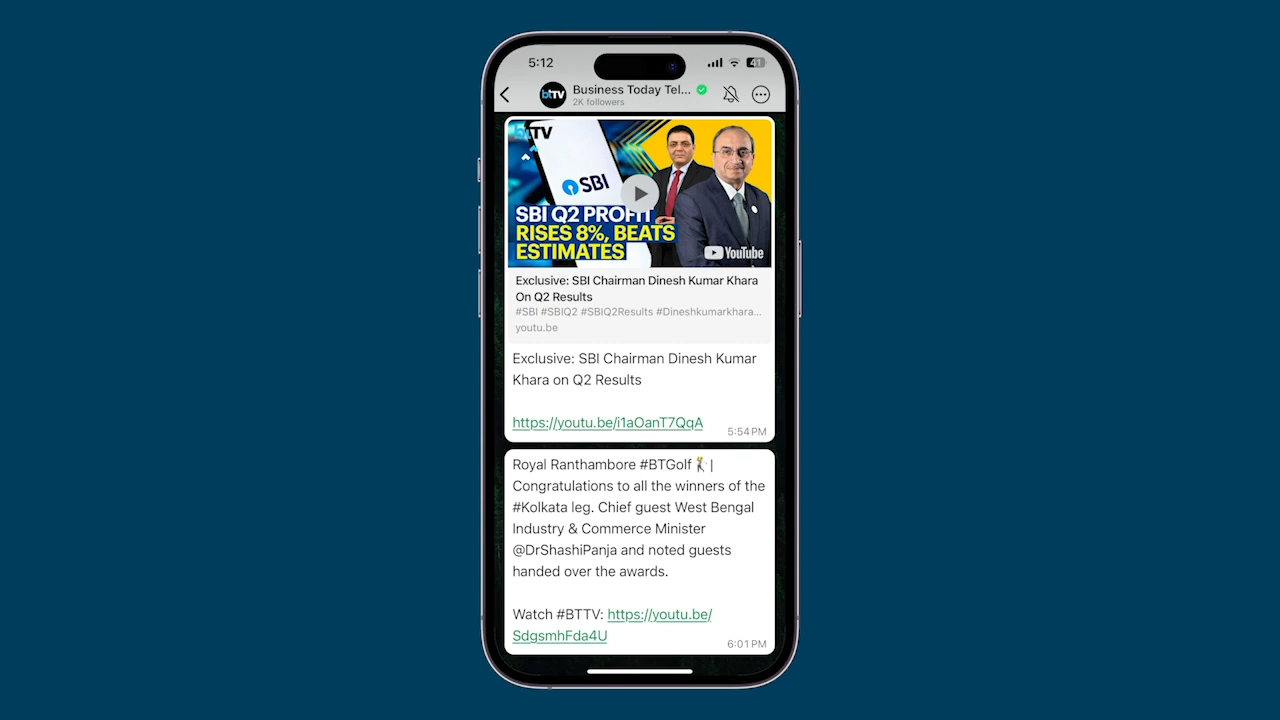 5:12
41
btTV
Business Today Tel...
2K followers
btTV
SBI
SBI Q2 PROFIT
RISES 8%, BEATS
ESTIMATES
YouTube
Exclusive: SBI Chairman Dinesh Kumar Khara
On Q2 Results
#SBI #SBIQ2 #SBIQ2Results #Dineshkumarkhara...
youtu.be
Exclusive: SBI Chairman Dinesh Kumar
Khara on Q2 Results
https://youtu.be/i1aOanT7QqA
5:54 PM
Royal Ranthambore #BTGolf🏌|
Congratulations to all the winners of the
#Kolkata leg. Chief guest West Bengal
Industry & Commerce Minister
@DrShashiPanja and noted guests
handed over the awards.
Watch #BTTV: https://youtu.be/
SdgsmhFda4U
6:01 PM